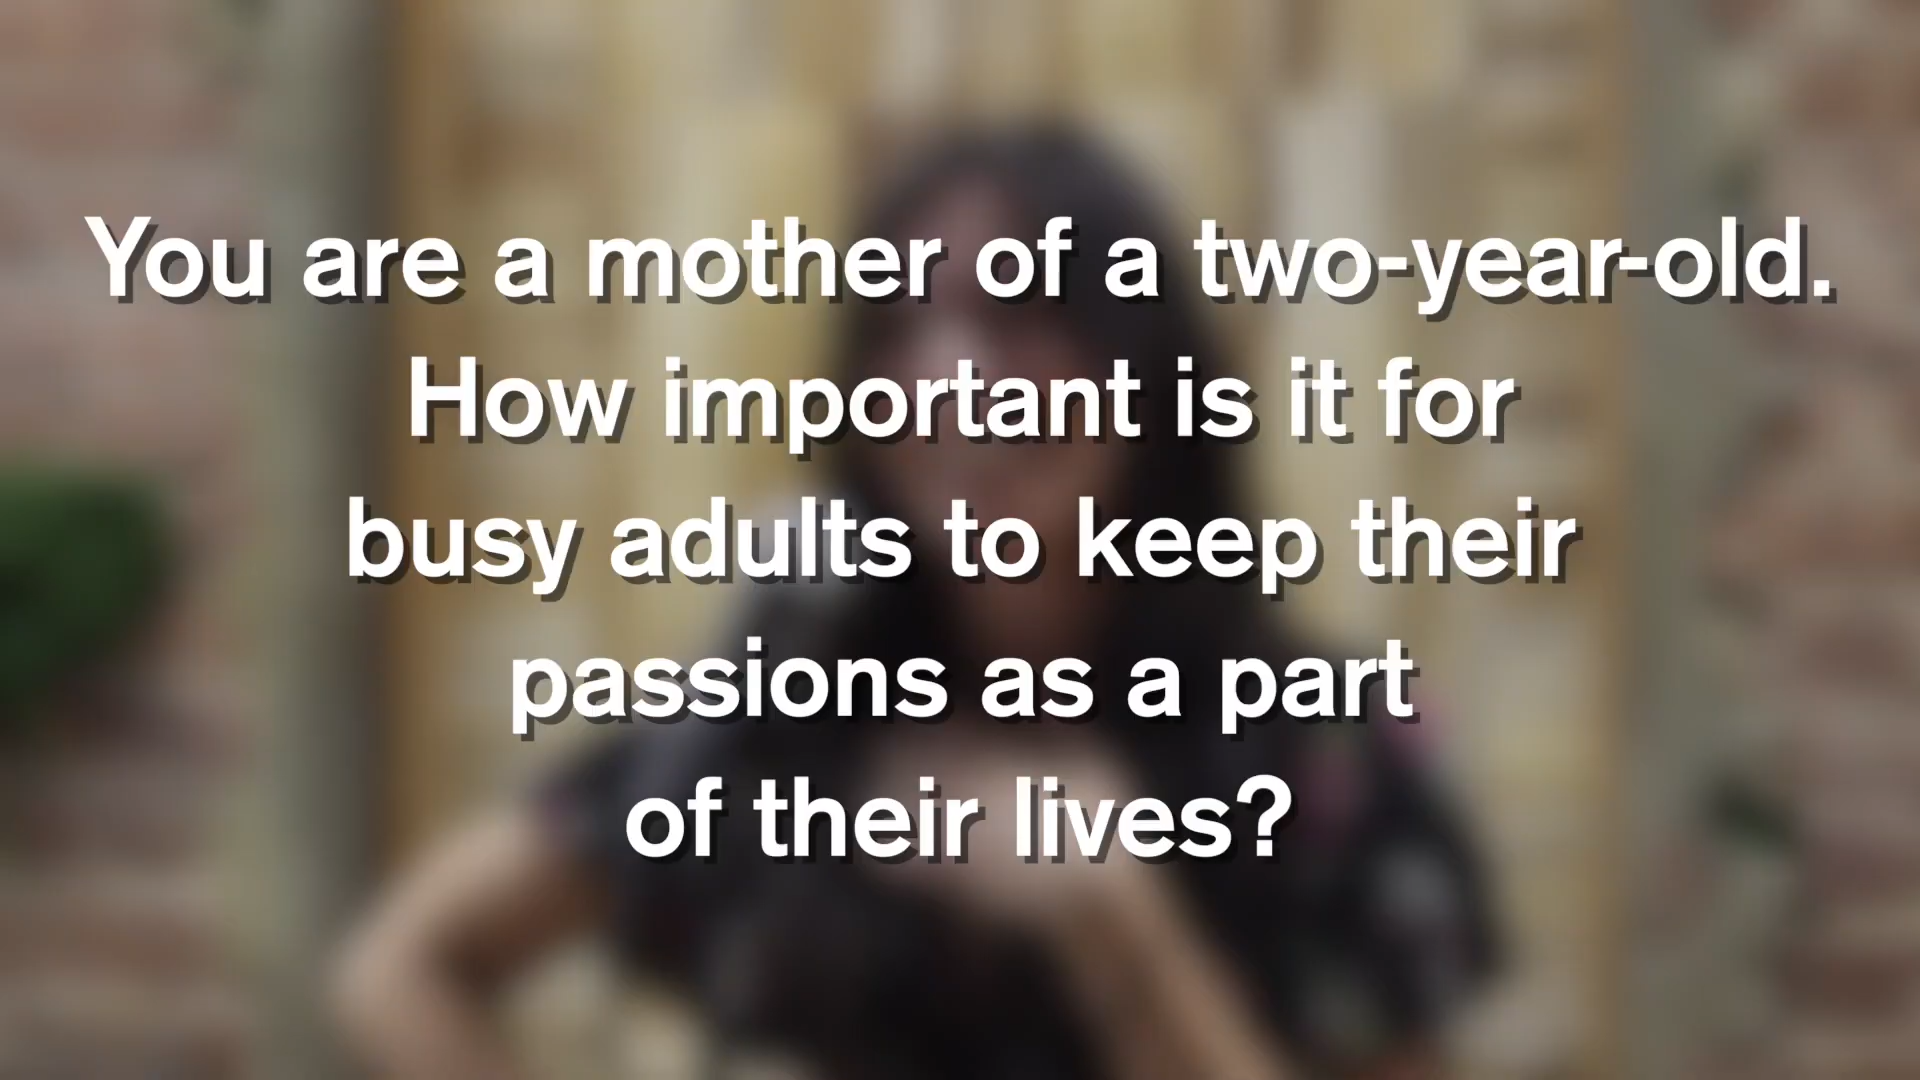 You are a mother of a two-year-old.
How important is it for
busy adults to keep their
passions as a part
of their lives?